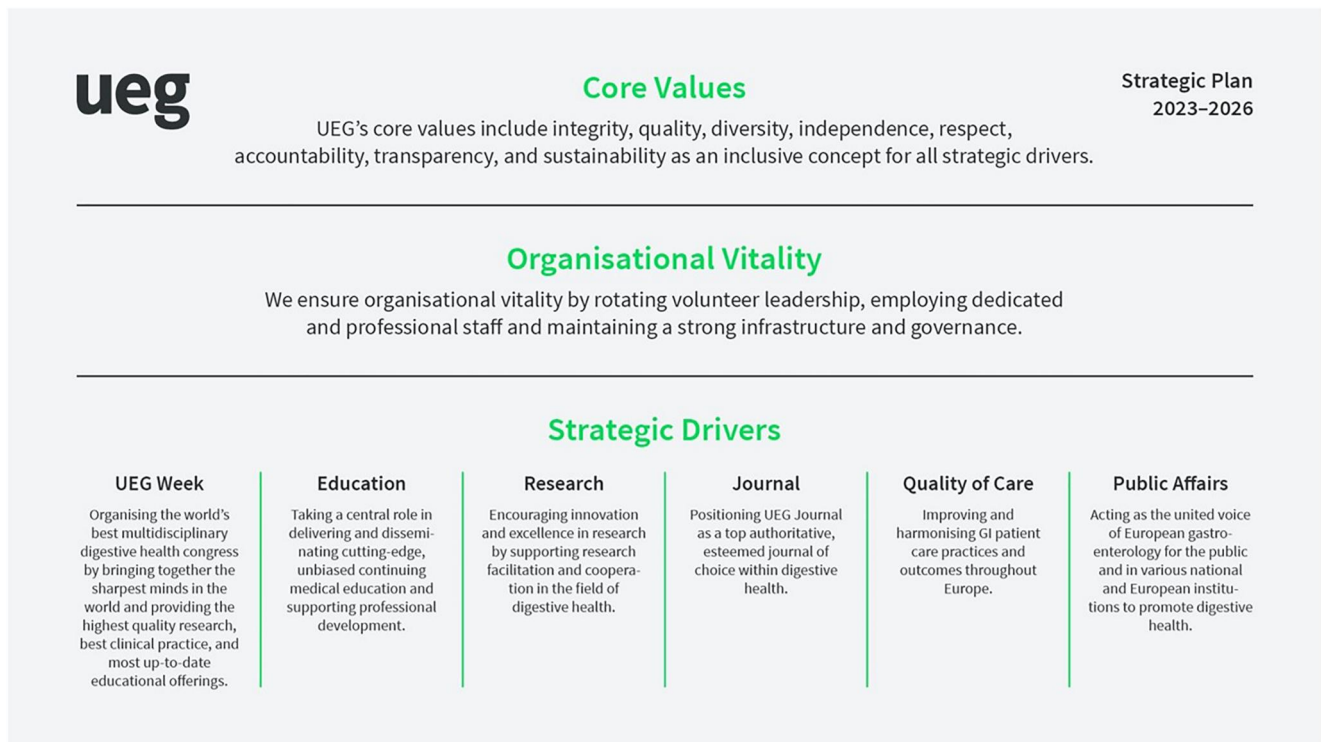 ueg
Core Values
Strategic Plan
2023–2026
UEG’s core values include integrity, quality, diversity, independence, respect,
accountability, transparency, and sustainability as an inclusive concept for all strategic drivers.
Organisational Vitality
We ensure organisational vitality by rotating volunteer leadership, employing dedicated
and professional staff and maintaining a strong infrastructure and governance.
Strategic Drivers
UEG Week
Organising the world’s
best multidisciplinary
digestive health congress
by bringing together the
sharpest minds in the
world and providing the
highest quality research,
best clinical practice, and
most up-to-date
educational offerings.
Education
Taking a central role in
delivering and dissemi-
nating cutting-edge,
unbiased continuing
medical education and
supporting professional
development.
Research
Encouraging innovation
and excellence in research
by supporting research
facilitation and coopera-
tion in the field of
digestive health.
Journal
Positioning UEG Journal
as a top authoritative,
esteemed journal of
choice within digestive
health.
Quality of Care
Improving and
harmonising GI patient
care practices and
outcomes throughout
Europe.
Public Affairs
Acting as the united voice
of European gastro-
enterology for the public
and in various national
and European institu-
tions to promote digestive
health.